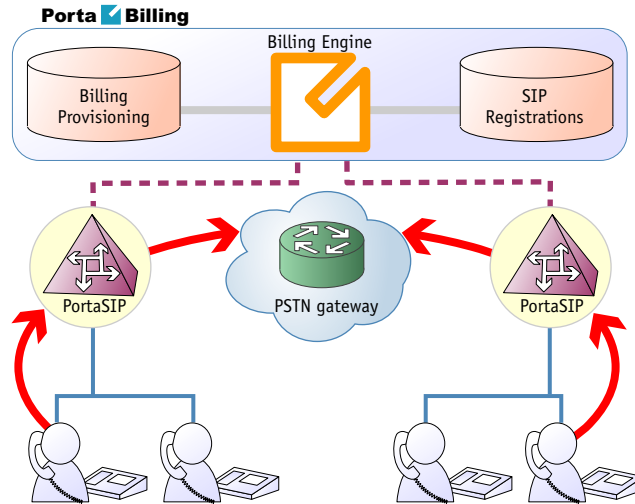 Porta Billing
Billing Engine
Billing
Provisioning
SIP
Registrations
PortaSIP
PSTN gateway
PortaSIP